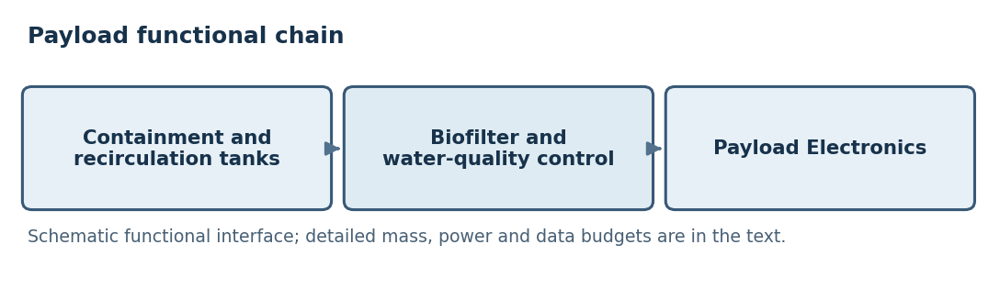 Payload functional chain
Containment and
recirculation tanks
Biofilter and
water-quality control
Payload Electronics
Schematic functional interface; detailed mass, power and data budgets are in the text.